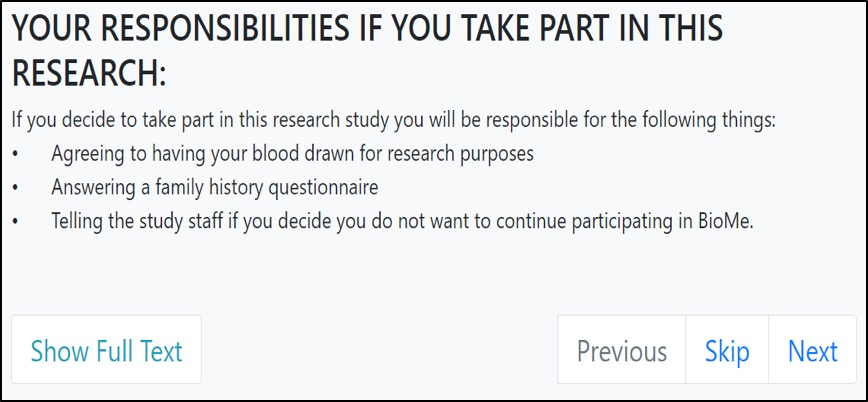 YOUR RESPONSIBILITIES IF YOU TAKE PART IN THIS
RESEARCH:
If you decide to take part in this research study you will be responsible for the following things:
• Agreeing to having your blood drawn for research purposes
• Answering a family history questionnaire
• Telling the study staff if you decide you do not want to continue participating in BioMe.
Show Full Text
Previous Skip Next